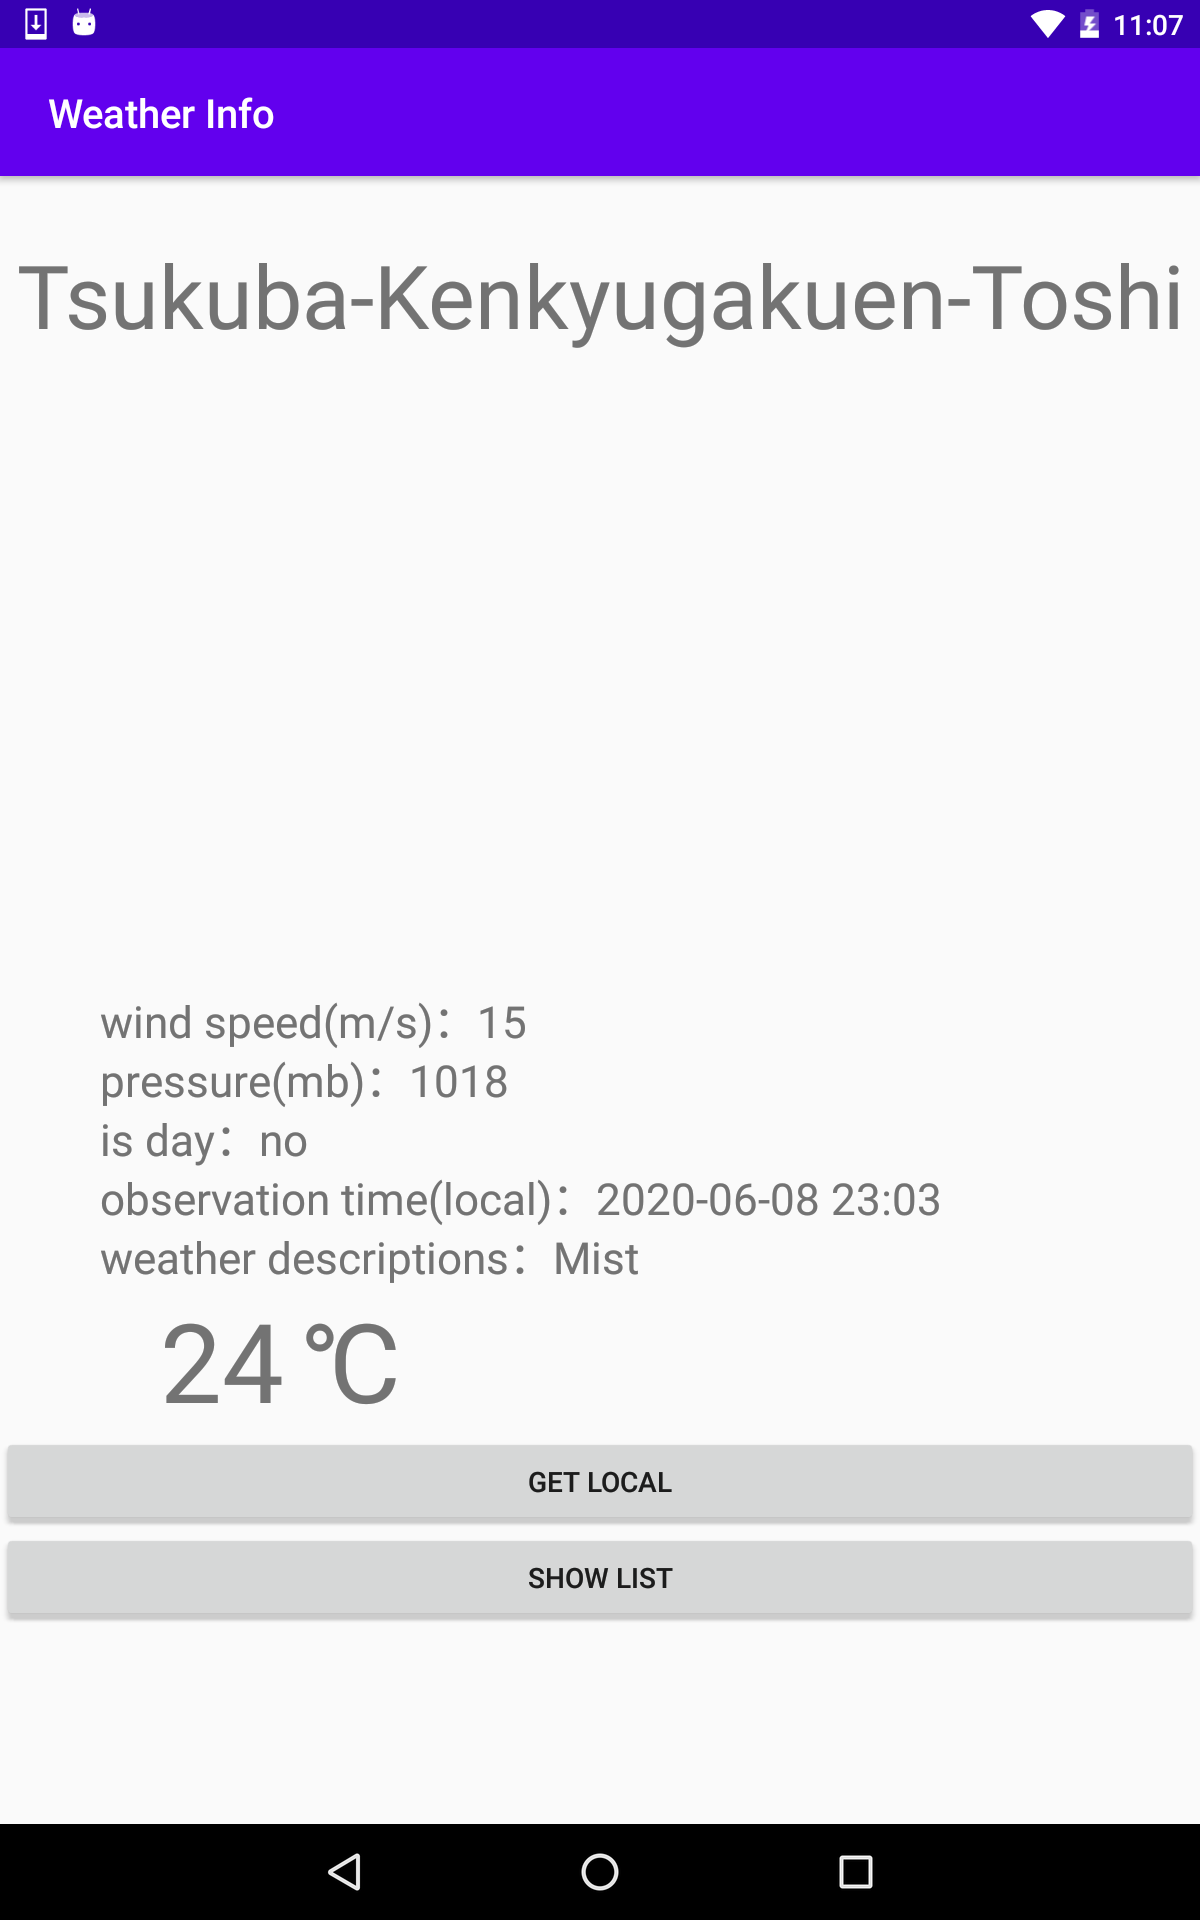 11:07
Weather Info
Tsukuba-Kenkyugakuen-Toshi
wind speed(m/s)：15
pressure(mb)：1018
is day：no
observation time(local)：2020-06-08 23:03
weather descriptions：Mist
24 ℃
GET LOCAL
SHOW LIST